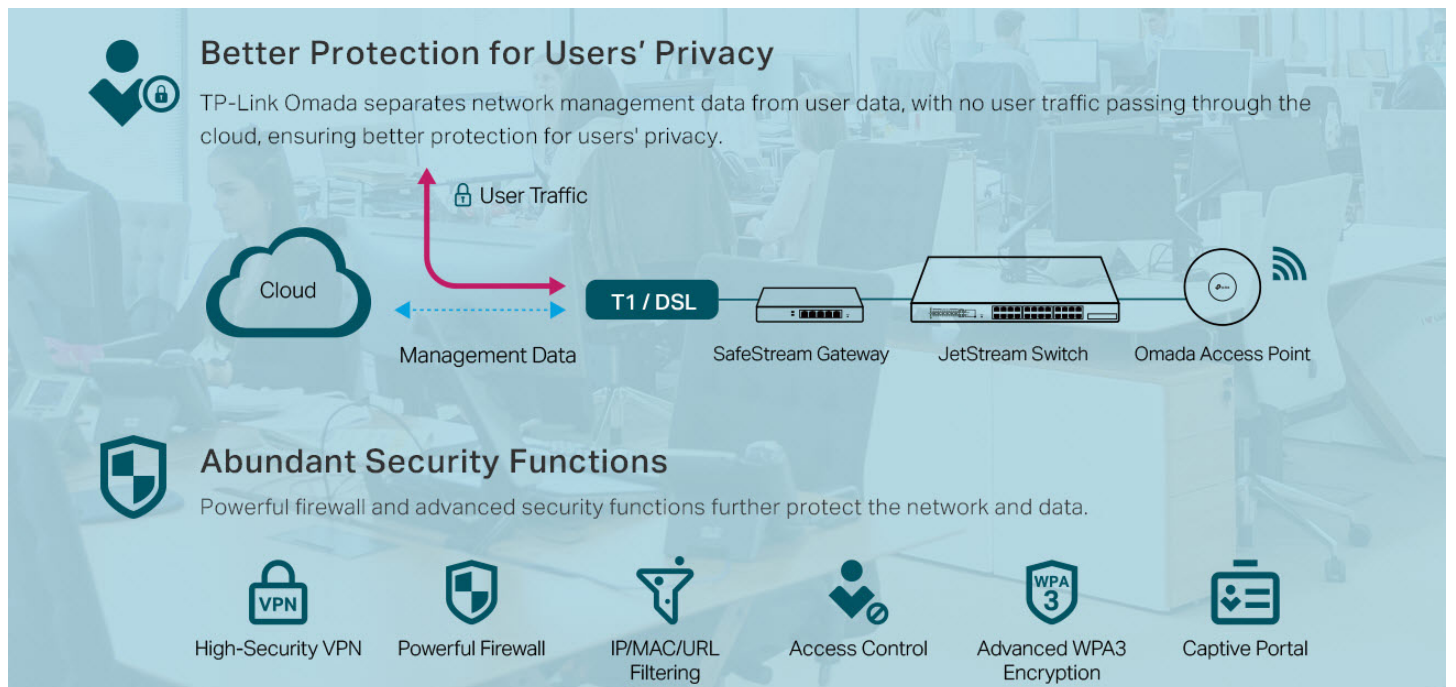 Better Protection for Users' Privacy
TP-Link Omada separates network management data from user data, with no user traffic passing through the
cloud, ensuring better protection for users' privacy.
User Traffic
Cloud
T1 / DSL
Management Data
SafeStream Gateway
JetStream Switch
Omada Access Point
Abundant Security Functions
Powerful firewall and advanced security functions further protect the network and data.
VPN
WPA
3
High-Security VPN
Powerful Firewall
IP/MAC/URL
Filtering
Access Control
Advanced WPA3
Encryption
Captive Portal